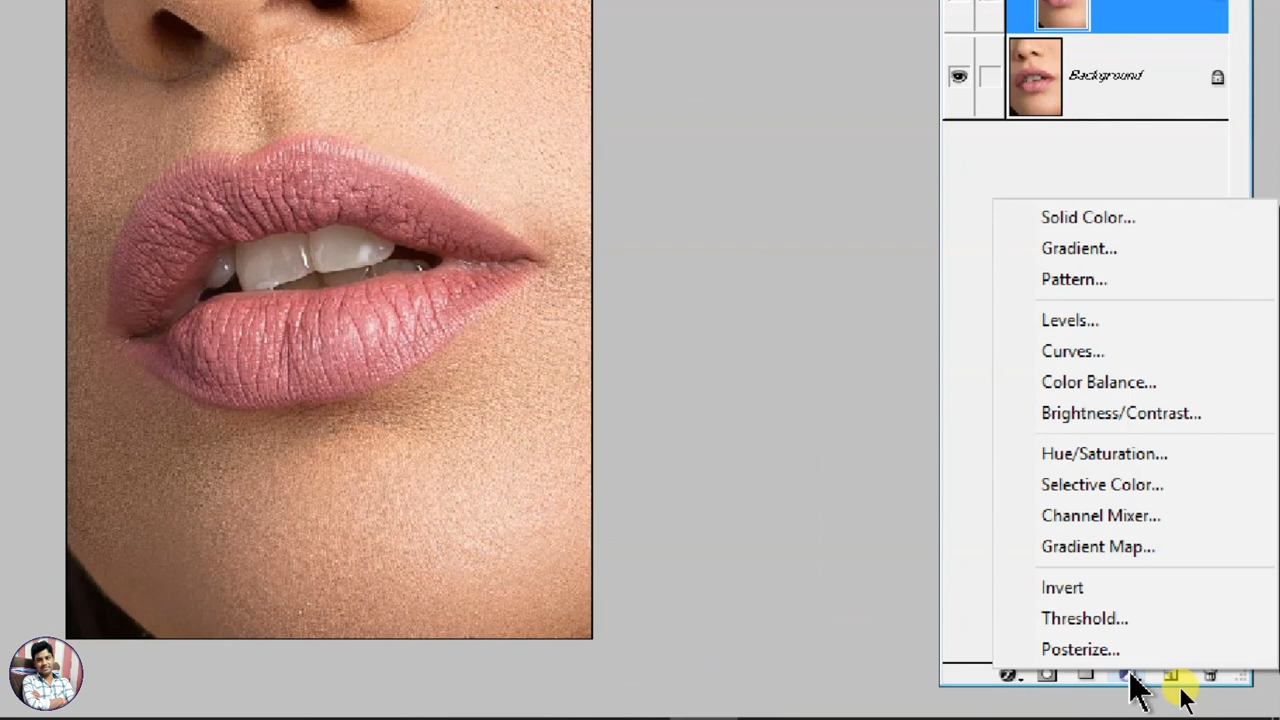 Background
Solid Color...
Gradient...
Pattern...
Levels...
Curves...
Color Balance...
Brightness/Contrast...
Hue/Saturation...
Selective Color...
Channel Mixer...
Gradient Map...
Invert
Threshold...
Posterize...